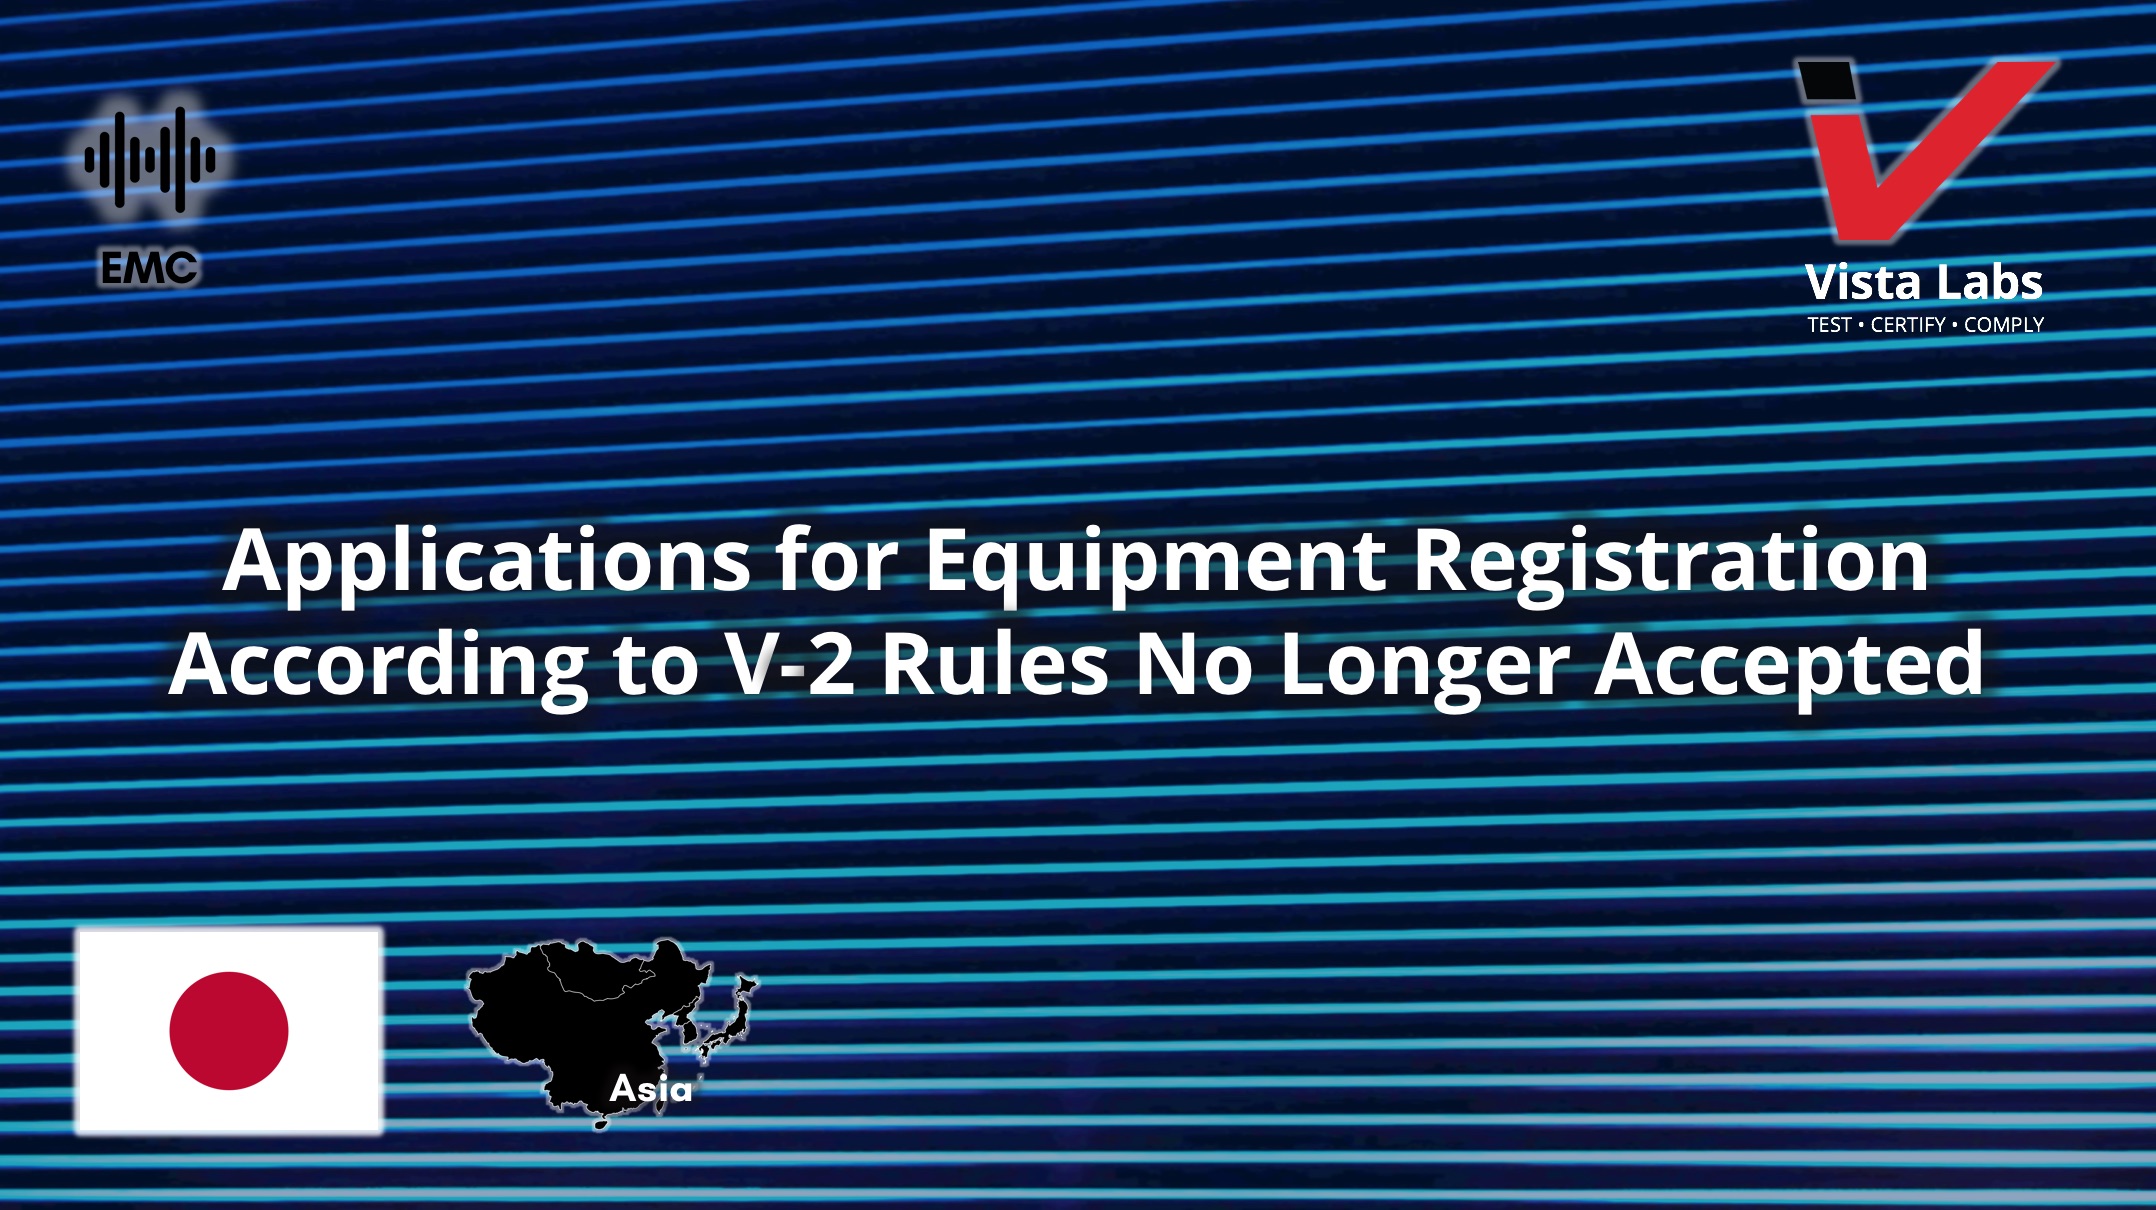 EMC
Vista Labs
TEST • CERTIFY • COMPLY
Applications for Equipment Registration
According to V-2 Rules No Longer Accepted
Asia